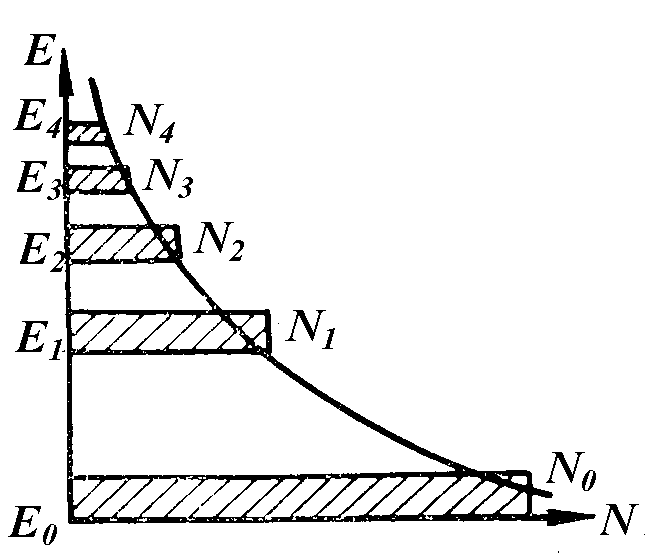 E
E₄ N₄
E₃ N₃
E₂ N₂
E₁ N₁
N₀
E₀ N